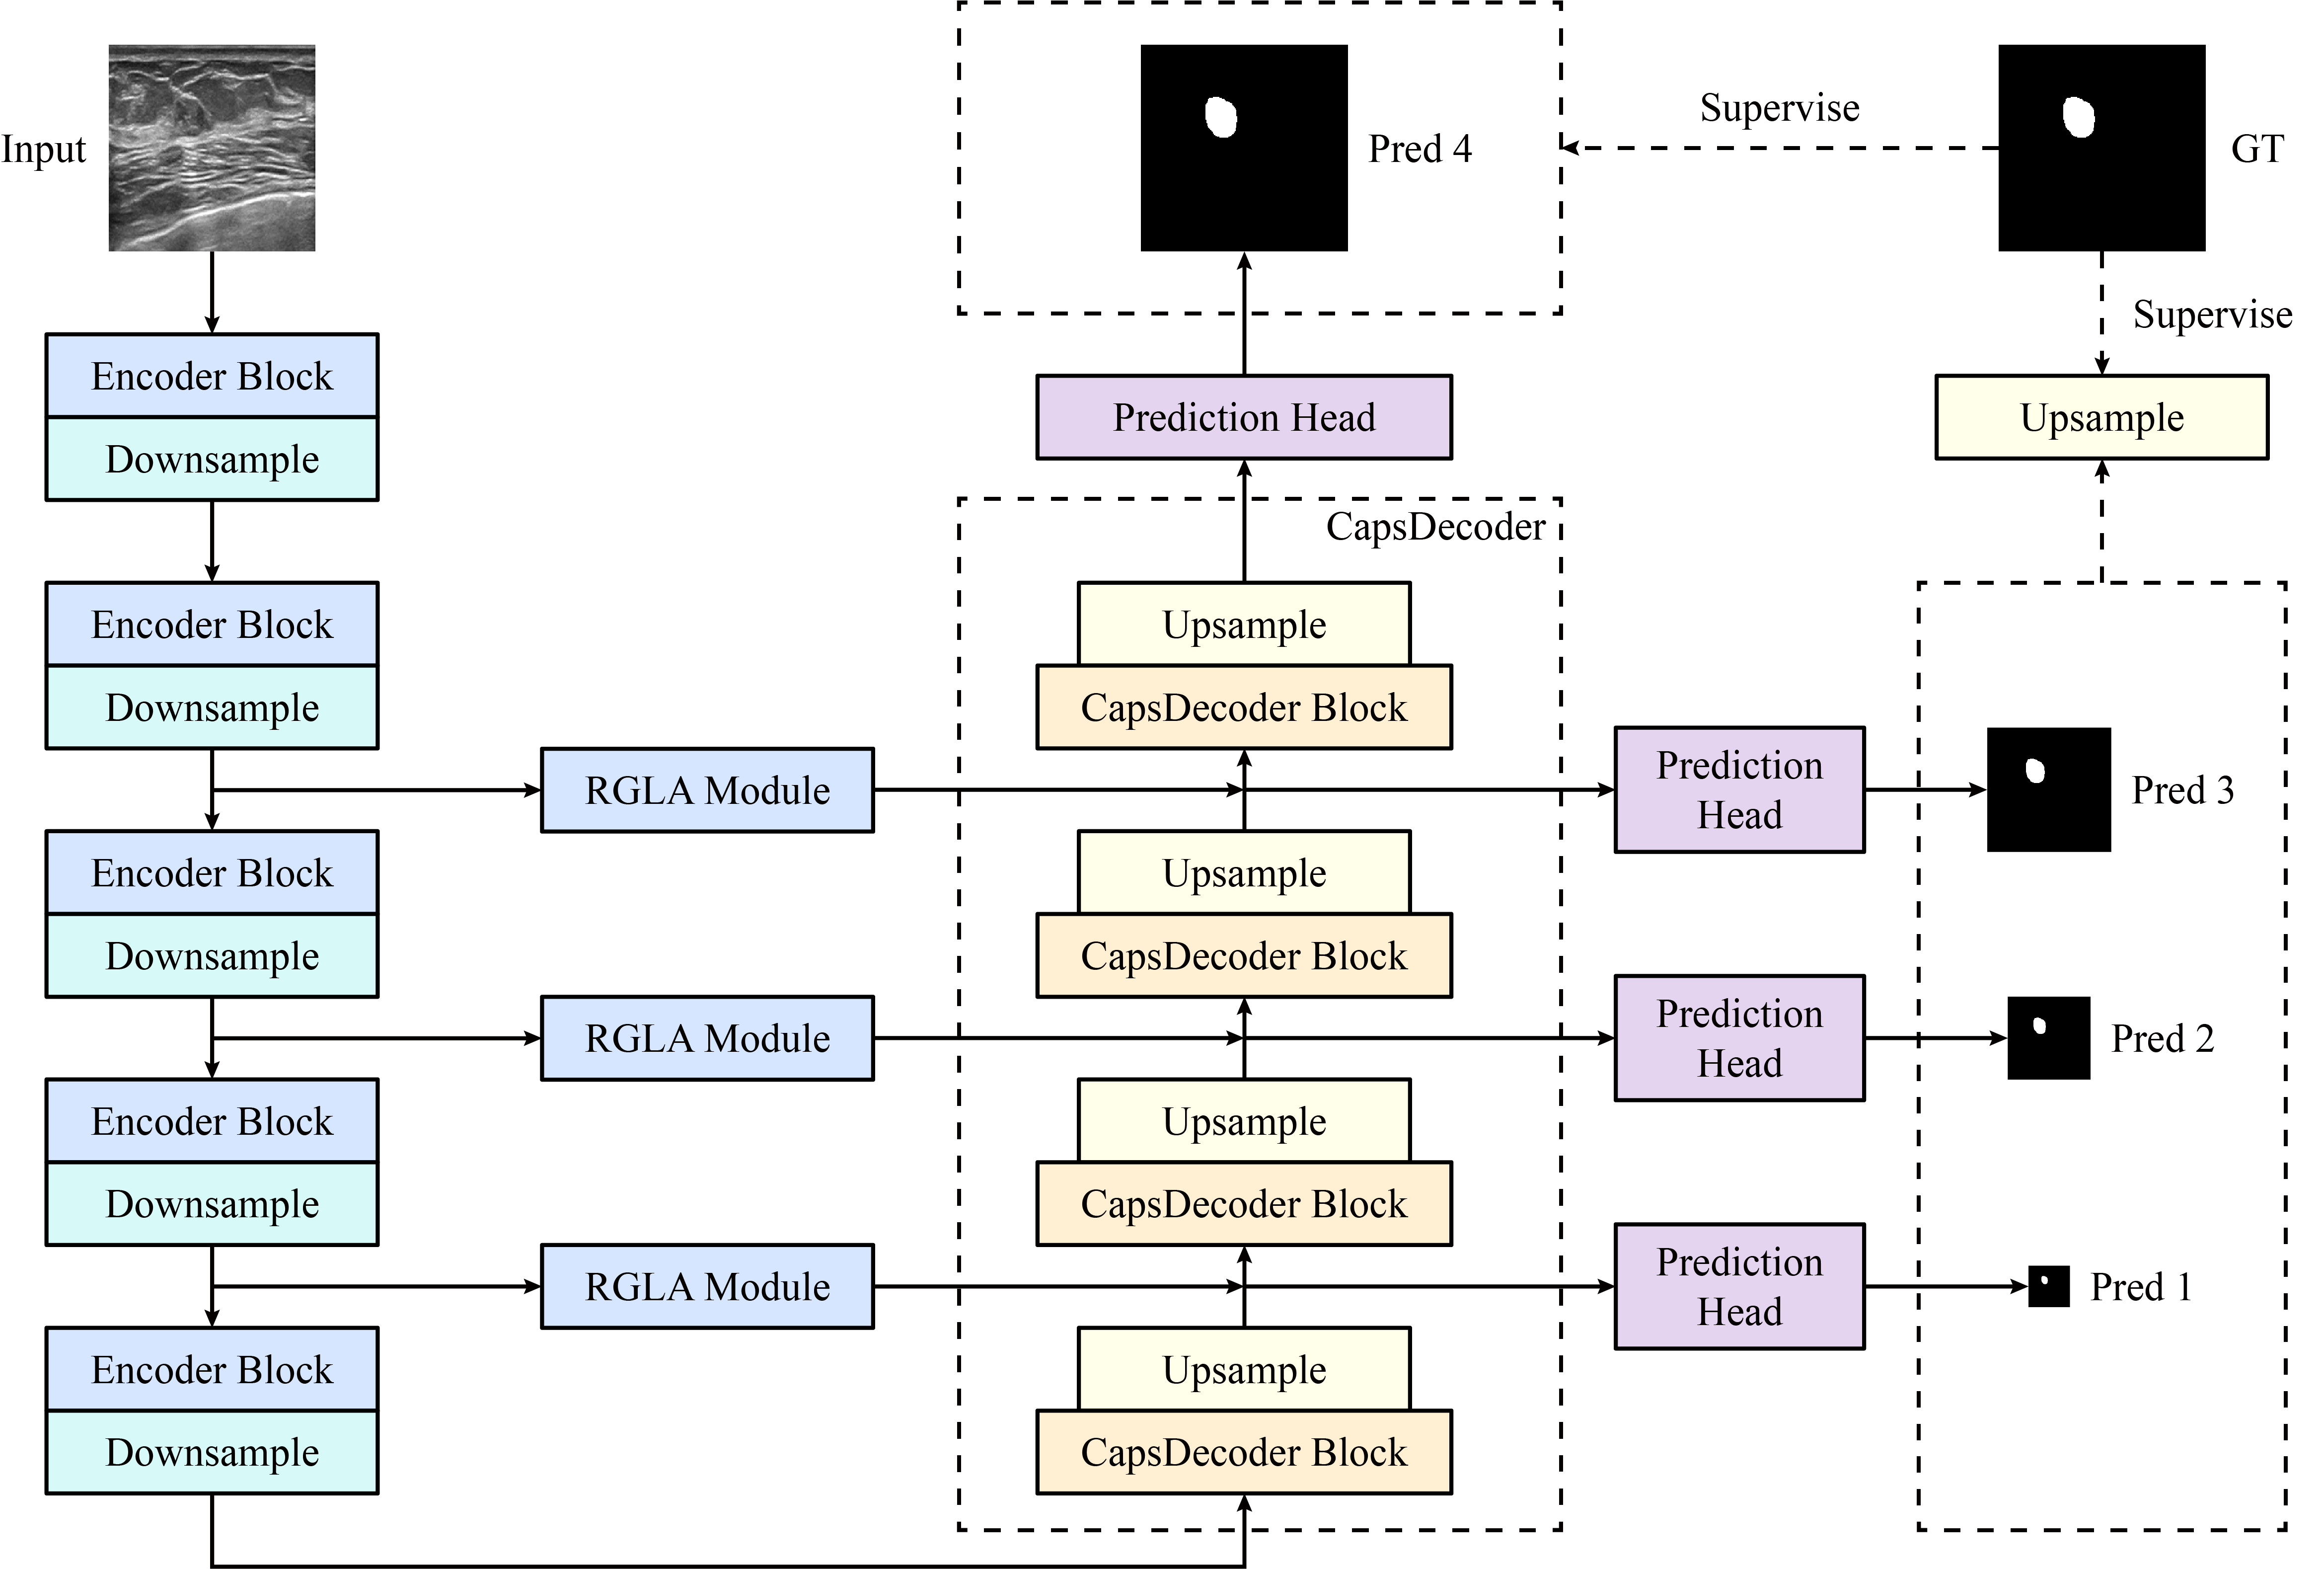 Input
Encoder Block
Downsample
Encoder Block
Downsample
Encoder Block
Downsample
Encoder Block
Downsample
Encoder Block
Downsample
RGLA Module
RGLA Module
RGLA Module
Pred 4
Prediction Head
CapsDecoder
Upsample
CapsDecoder Block
Upsample
CapsDecoder Block
Upsample
CapsDecoder Block
Upsample
CapsDecoder Block
Prediction
Head
Prediction
Head
Prediction
Head
Supervise
GT
Supervise
Upsample
Pred 3
Pred 2
Pred 1